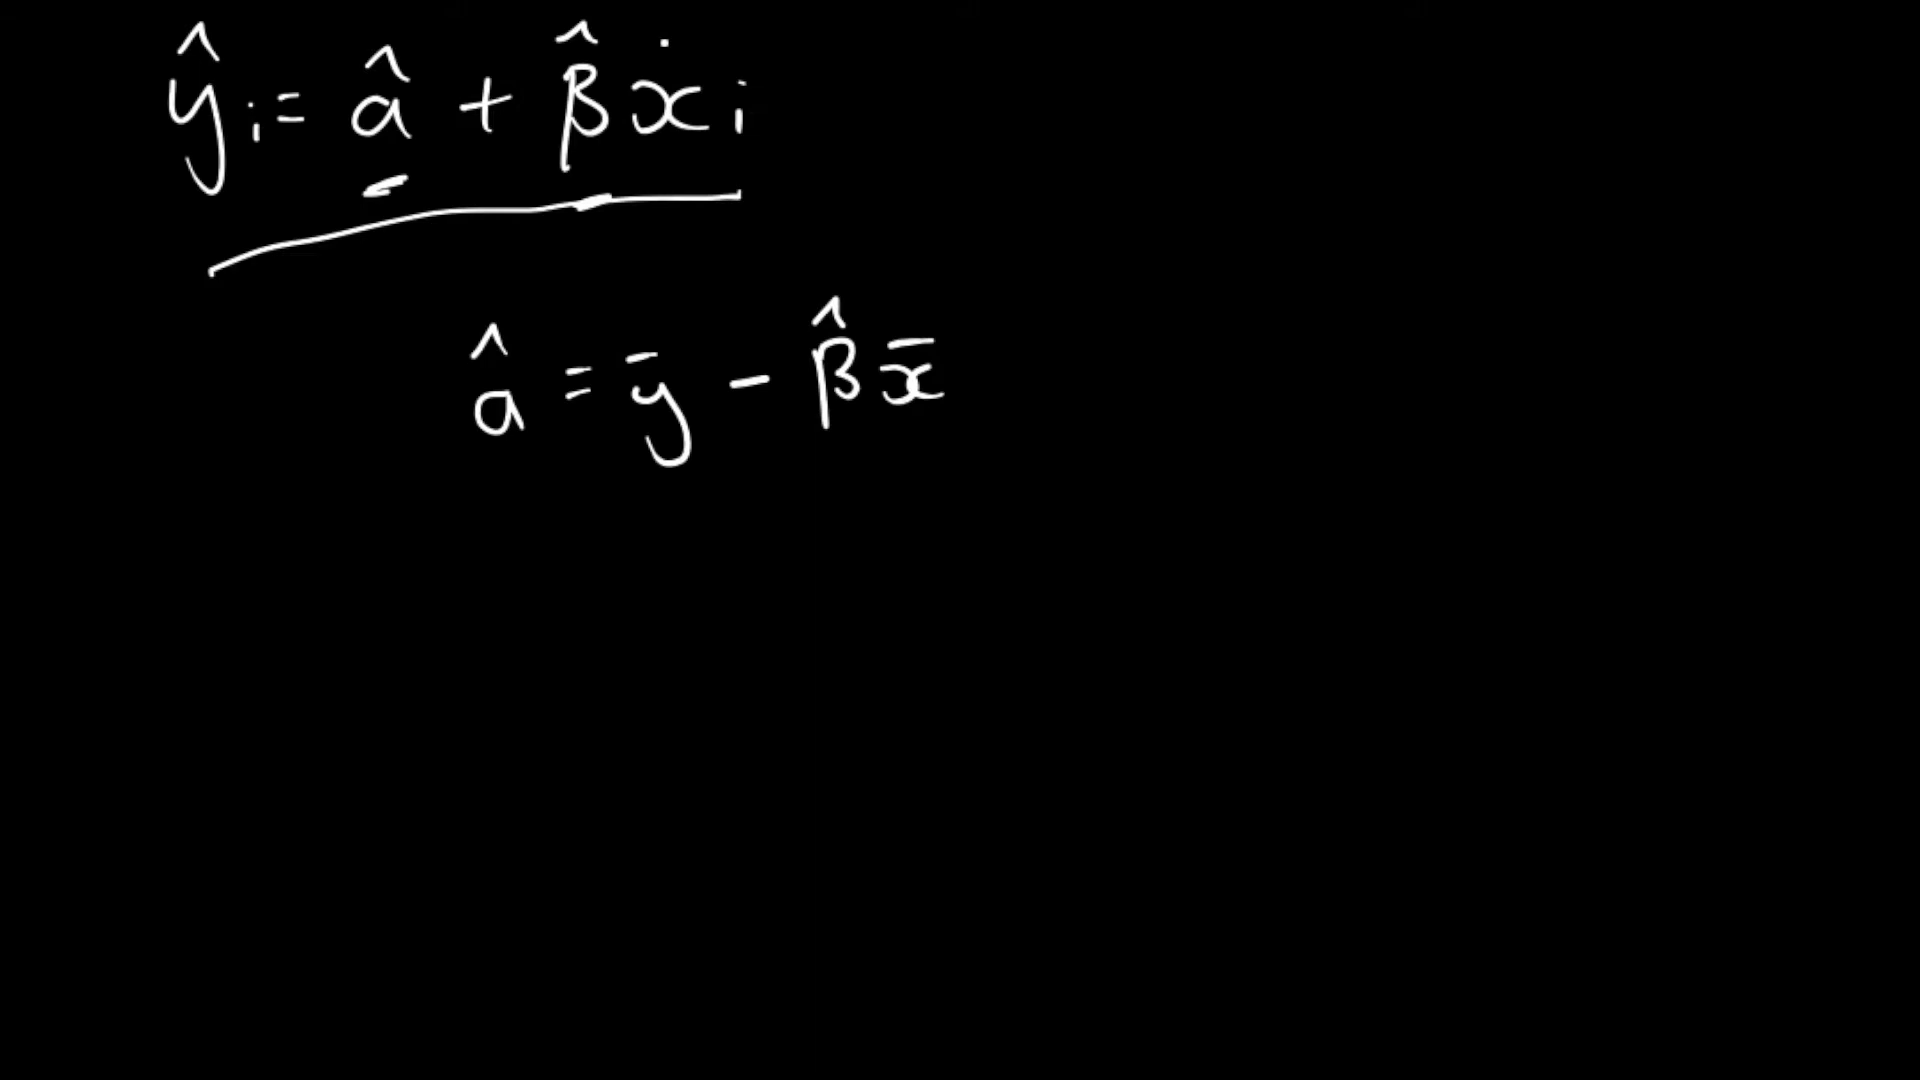 ŷᵢ = â + β̂xᵢ
â = ȳ - β̂x̄